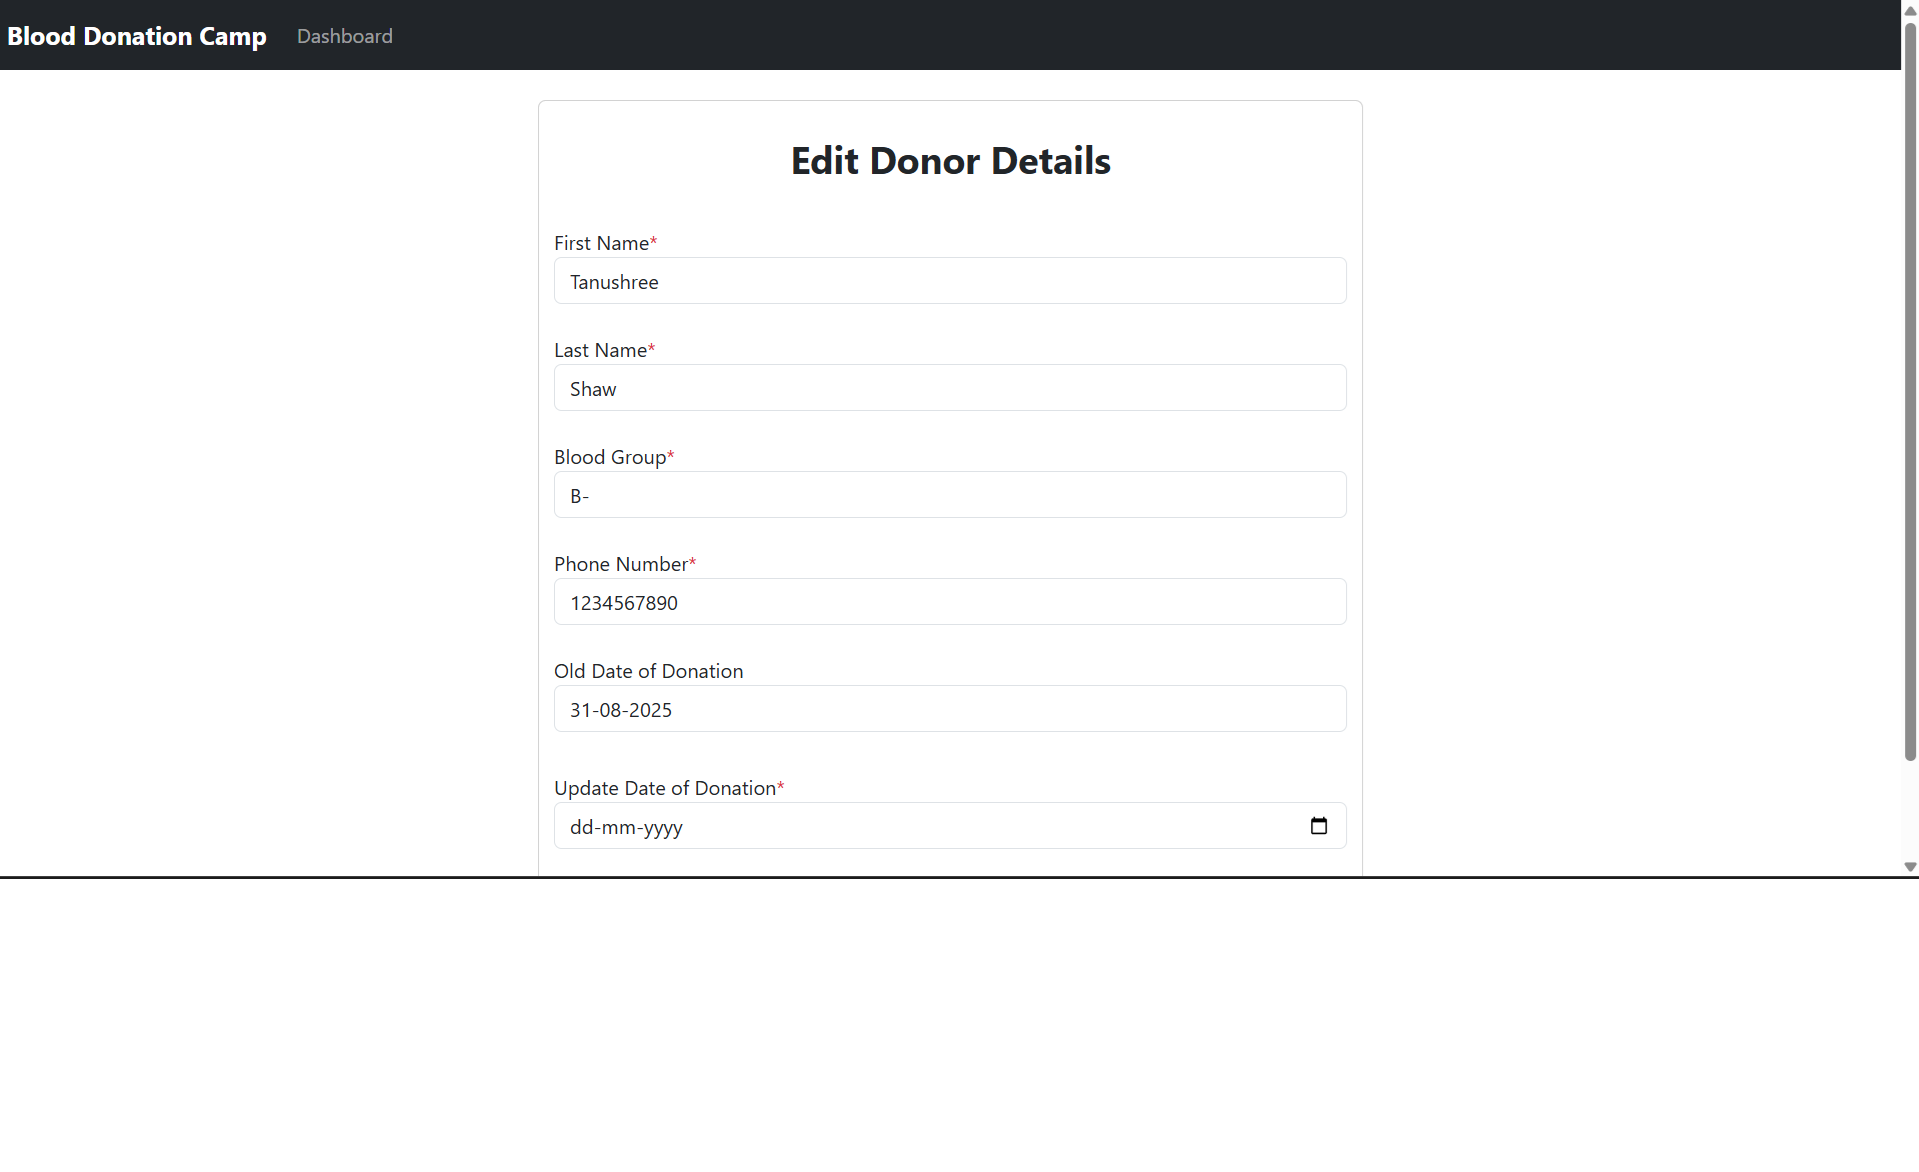 Blood Donation Camp Dashboard
Edit Donor Details
First Name*
Tanushree
Last Name*
Shaw
Blood Group*
B-
Phone Number*
1234567890
Old Date of Donation
31-08-2025
Update Date of Donation*
dd-mm-yyyy